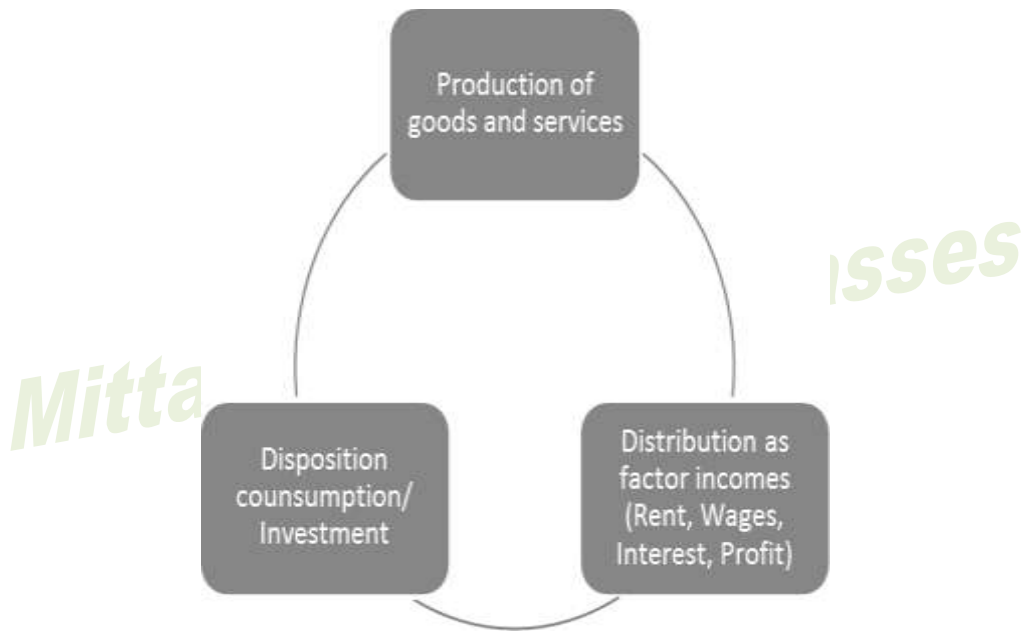 Production of
goods and services
Distribution as
factor incomes
(Rent, Wages,
Interest, Profit)
Disposition
counsumption/
Investment